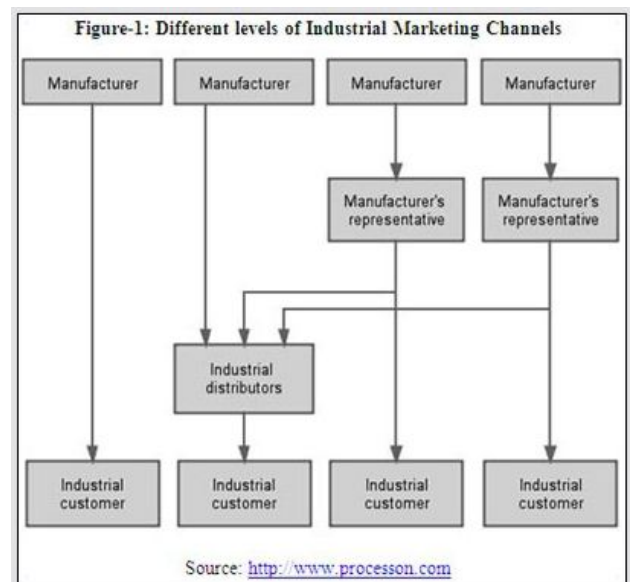 Figure-1: Different levels of Industrial Marketing Channels
Manufacturer
Manufacturer
Manufacturer
Manufacturer
Manufacturer's
representative
Manufacturer's
representative
Industrial
distributors
Industrial
customer
Industrial
customer
Industrial
customer
Industrial
customer
Source: http://www.processon.com